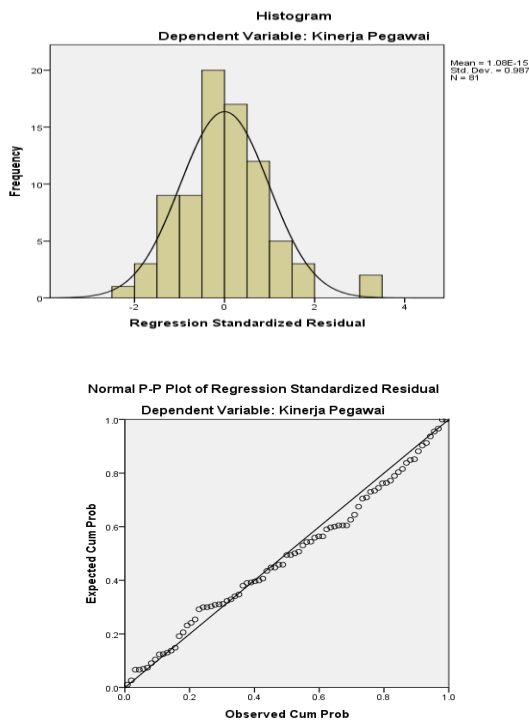 Histogram
Dependent Variable: Kinerja Pegawai
Mean = 1.08E-15
Std. Dev. = 0.987
N = 81
20
15
10
5
0
Frequency
-2
0
2
4
Regression Standardized Residual
Normal P-P Plot of Regression Standardized Residual
Dependent Variable: Kinerja Pegawai
1.0
0.8
0.6
0.4
0.2
0.0
Expected Cum Prob
0.0
0.2
0.4
0.6
0.8
1.0
Observed Cum Prob